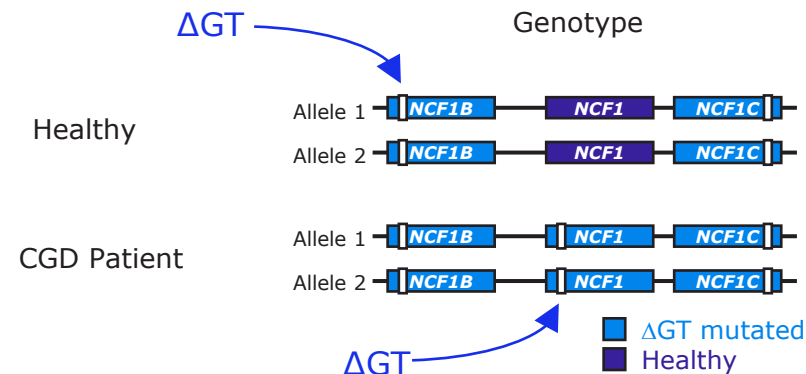 ΔGT
Genotype
Healthy
Allele 1 NCF1B NCF1 NCF1C
Allele 2 NCF1B NCF1 NCF1C
CGD Patient
Allele 1 NCF1B NCF1 NCF1C
Allele 2 NCF1B NCF1 NCF1C
ΔGT
ΔGT mutated
Healthy